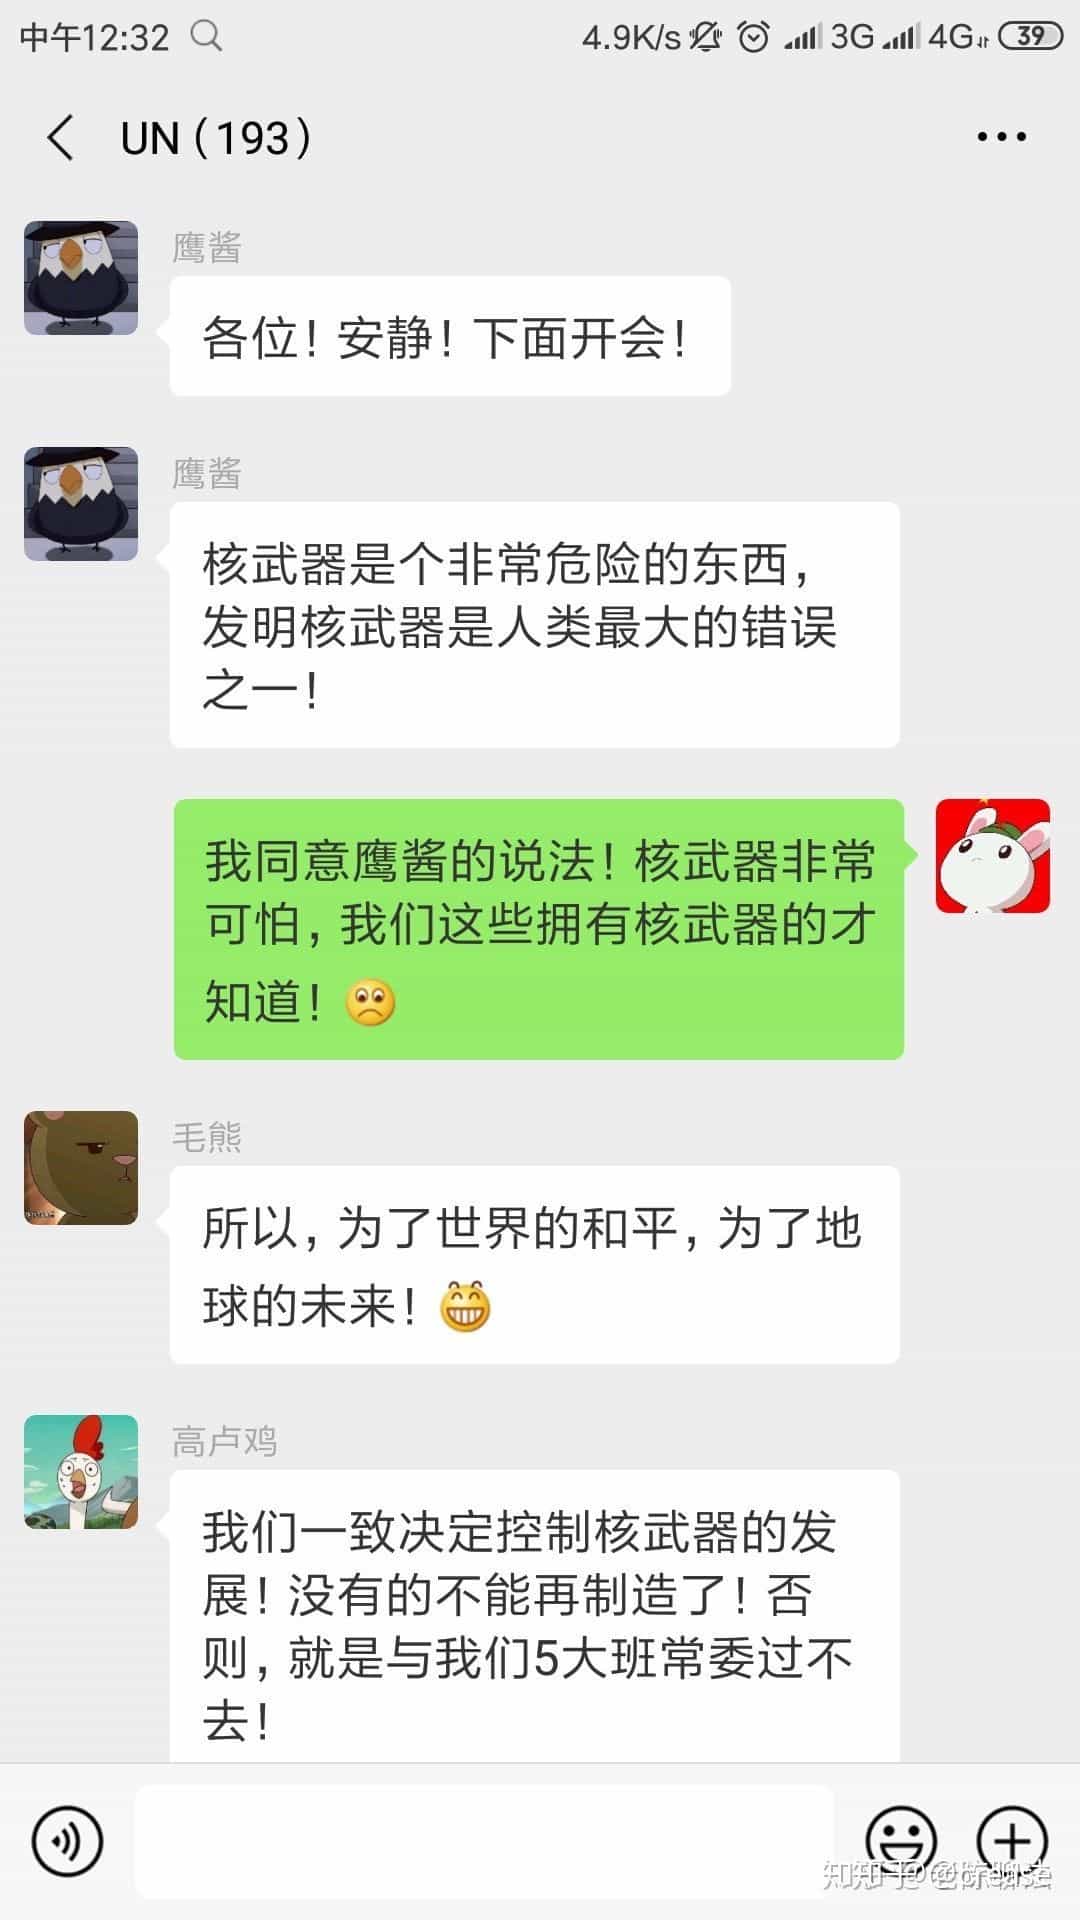 中午12:32
4.9K/s 3G 4G 39
UN（193）
鹰酱
各位！安静！下面开会！
鹰酱
核武器是个非常危险的东西，
发明核武器是人类最大的错误
之一！
我同意鹰酱的说法！核武器非常
可怕，我们这些拥有核武器的才
知道！
毛熊
所以，为了世界的和平，为了地
球的未来！
高卢鸡
我们一致决定控制核武器的发
展！没有的不能再制造了！否
则，就是与我们5大班常委过不
去！